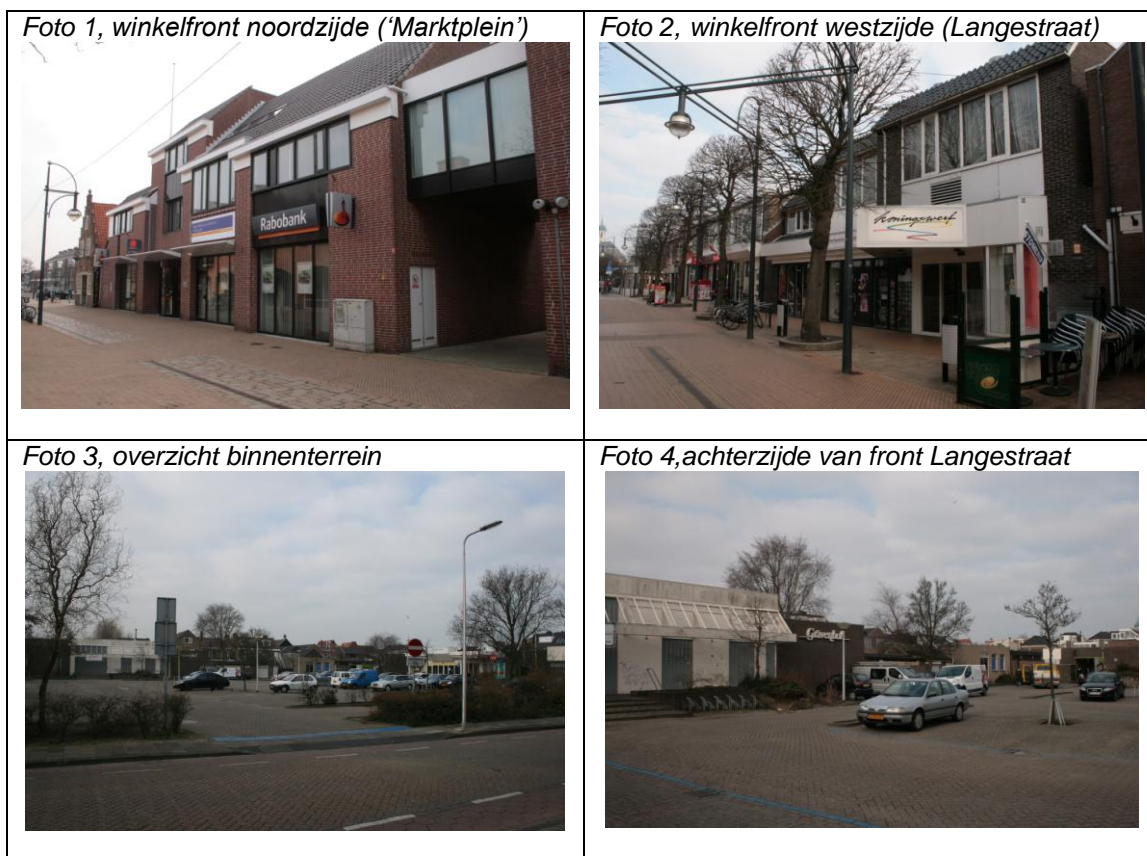 Foto 1, winkelfront noordzijde (‘Marktplein’)
Rabobank
Foto 2, winkelfront westzijde (Langestraat)
Koningswerf
Foto 3, overzicht binnenterrein
Foto 4,achterzijde van front Langestraat